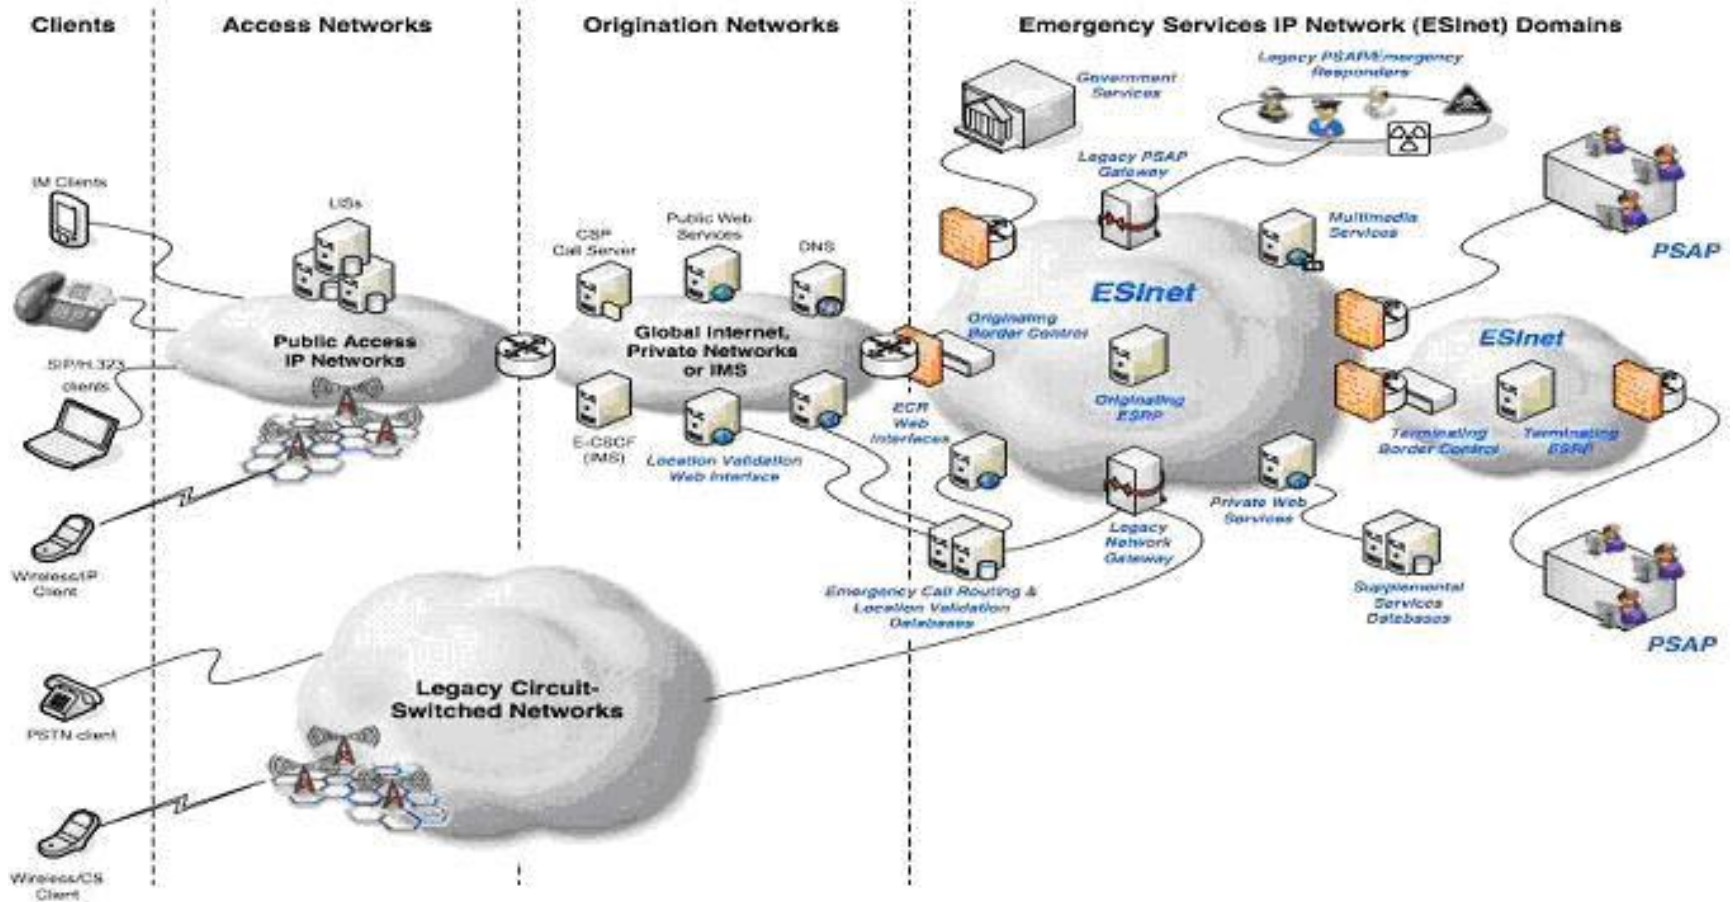 Clients
Access Networks
Origination Networks
Emergency Services IP Network (ESInet) Domains
IM Clients
SIP/H.323
clients
Wireless/IP
Client
PSTN client
Wireless/CS
Client
LISs
Public Access
IP Networks
Legacy Circuit-
Switched Networks
CSP
Call Server
Public Web
Services
DNS
Global Internet,
Private Networks
or IMS
E-CSCF
(IMS)
Location Validation
Web Interface
ECR
Web
Interfaces
Emergency Call Routing &
Location Validation
Databases
Government
Services
Legacy PSAP/Emergency
Responders
Legacy PSAP
Gateway
Multimedia
Services
ESInet
Originating
Border Control
Originating
ESRP
Legacy
Network
Gateway
Private Web
Services
Supplemental
Services
Databases
PSAP
ESInet
Terminating
Border Control
Terminating
ESRP
PSAP